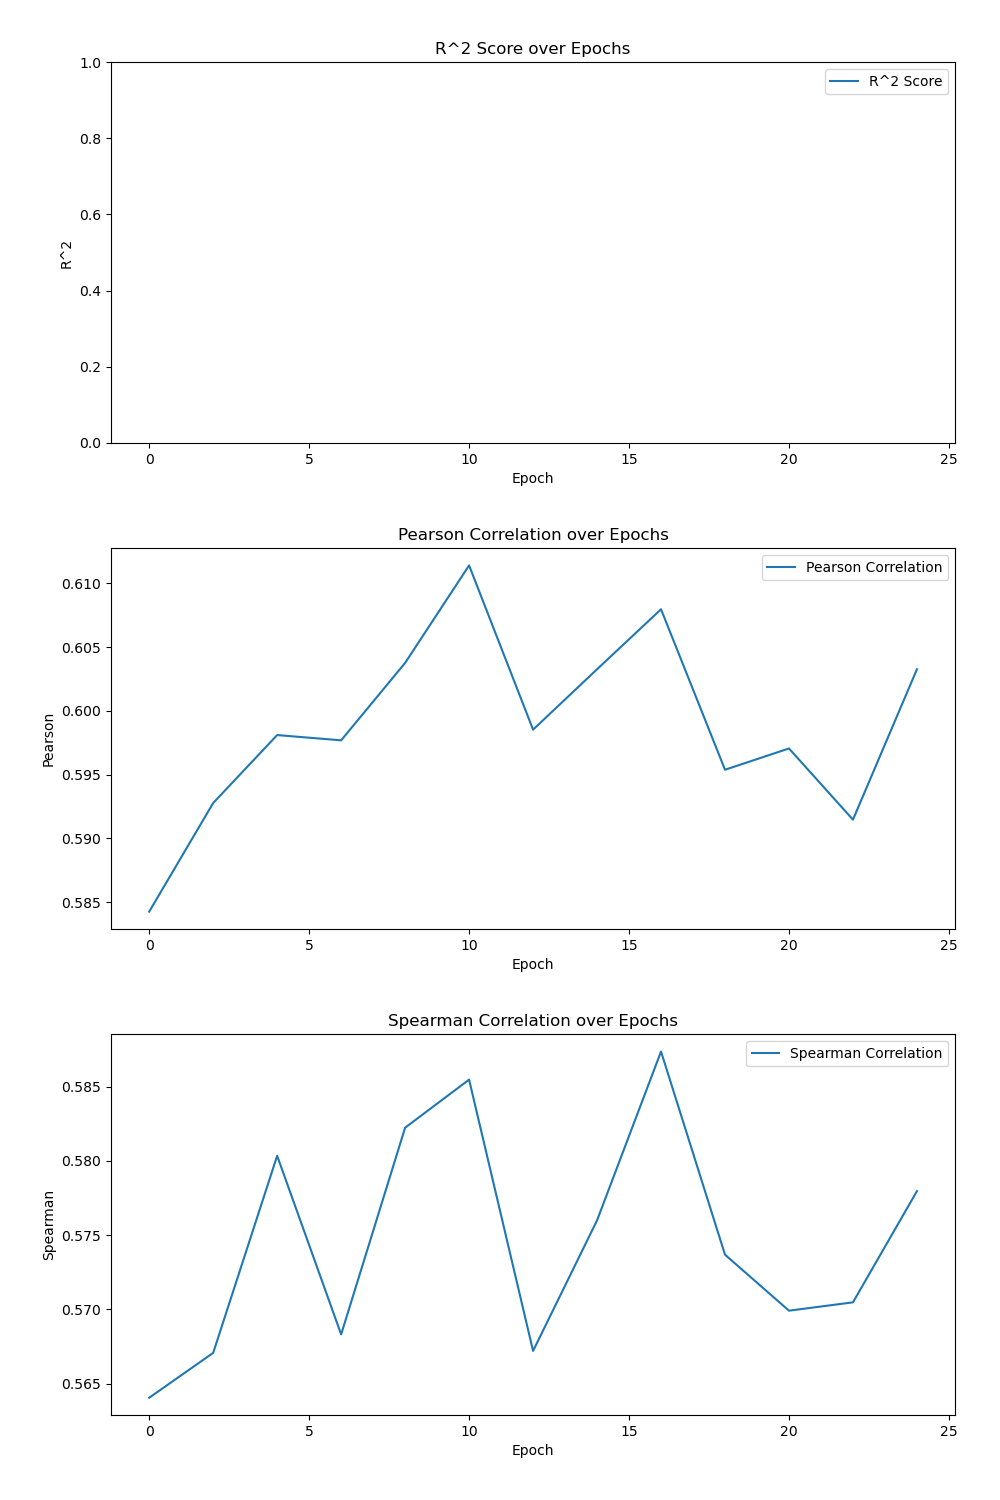 R^2 Score over Epochs
R^2 Score
1.0
0.8
0.6
0.4
0.2
0.0
R^2
0 5 10 15 20 25
Epoch
Pearson Correlation over Epochs
Pearson Correlation
0.610
0.605
0.600
0.595
0.590
0.585
Pearson
0 5 10 15 20 25
Epoch
Spearman Correlation over Epochs
Spearman Correlation
0.585
0.580
0.575
0.570
0.565
Spearman
0 5 10 15 20 25
Epoch